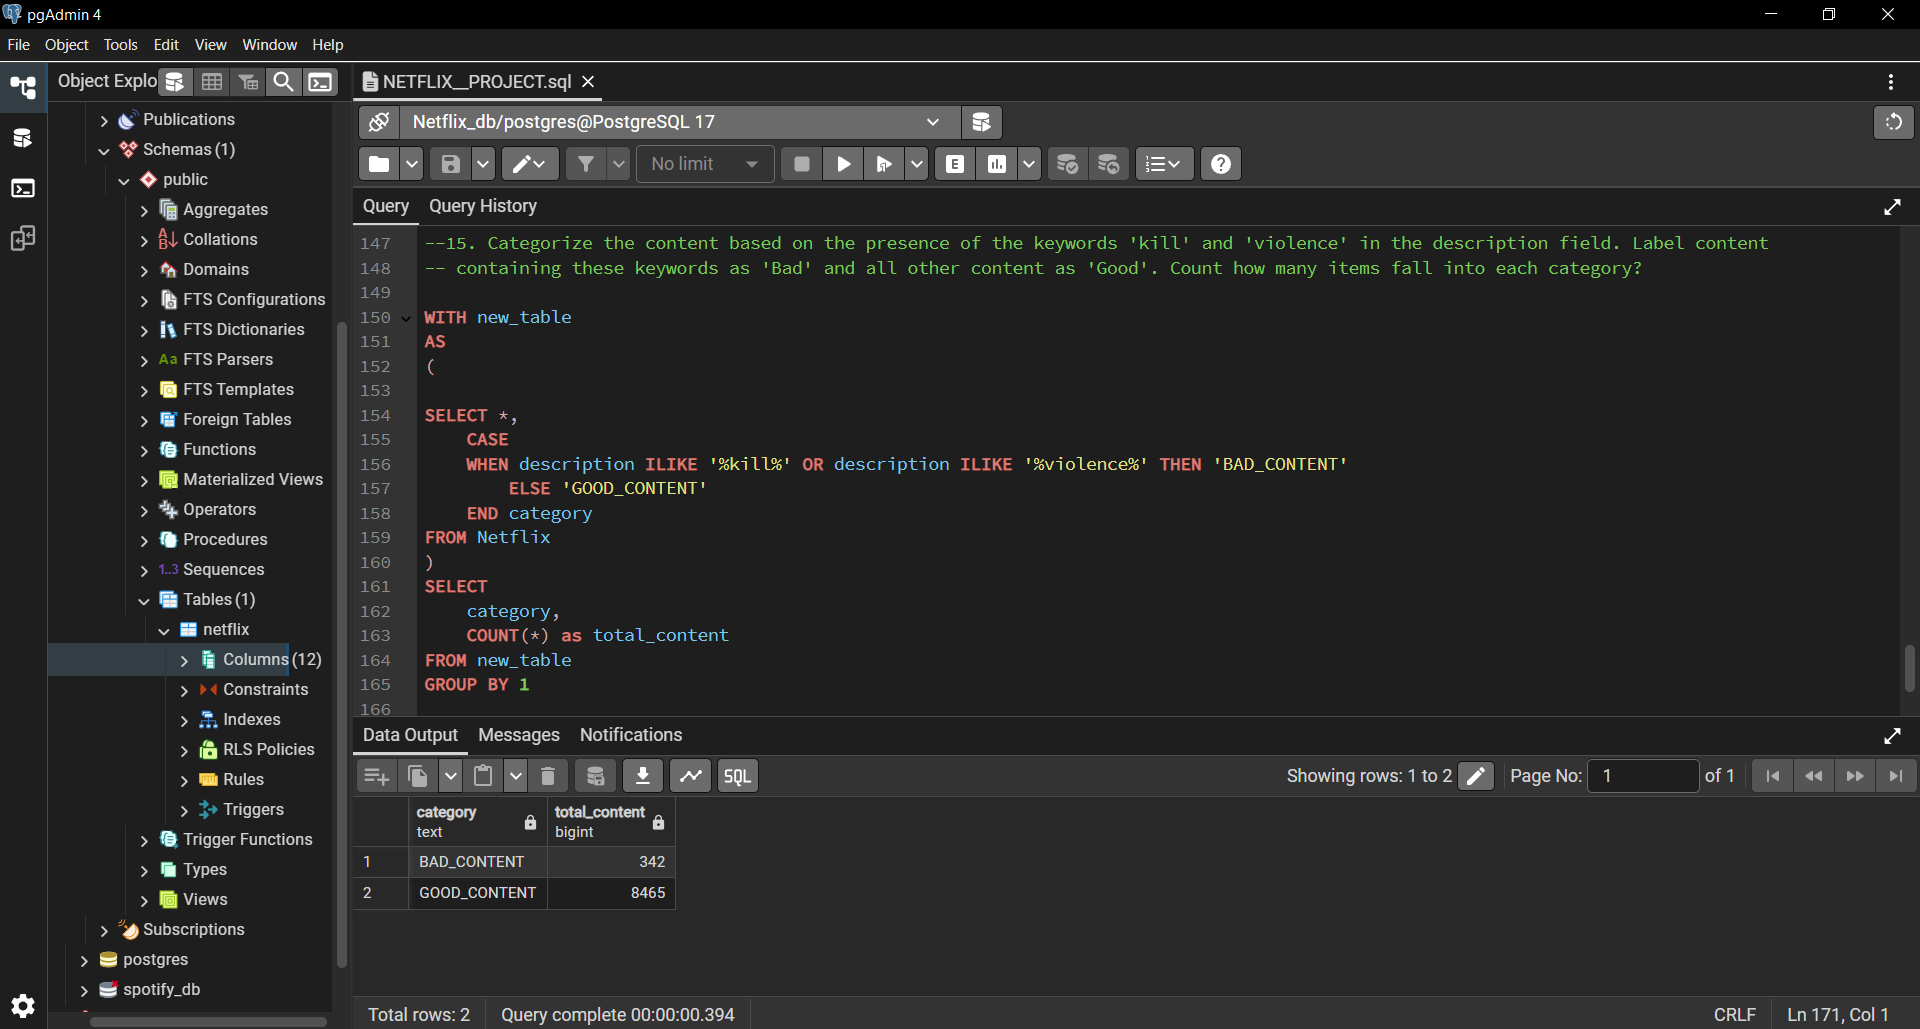 pgAdmin 4
File Object Tools Edit View Window Help
Object Explo
NETFLIX__PROJECT.sql
Publications
Netflix_db/postgres@PostgreSQL 17
Schemas (1)
public
No limit
E
Aggregates
Query Query History
Collations
147 --15. Categorize the content based on the presence of the keywords 'kill' and 'violence' in the description field. Label content
148 -- containing these keywords as 'Bad' and all other content as 'Good'. Count how many items fall into each category?
149
150 WITH new_table
151 AS
152 (
153
154 SELECT *,
155 CASE
156 WHEN description ILIKE '%kill%' OR description ILIKE '%violence%' THEN 'BAD_CONTENT'
157 ELSE 'GOOD_CONTENT'
158 END category
159 FROM Netflix
160 )
161 SELECT
162 category,
163 COUNT(*) as total_content
164 FROM new_table
165 GROUP BY 1
166
Domains
FTS Configurations
FTS Dictionaries
Aa FTS Parsers
FTS Templates
Foreign Tables
Functions
Materialized Views
Operators
Procedures
1..3 Sequences
Tables (1)
netflix
Columns (12)
Constraints
Indexes
RLS Policies
Rules
Triggers
Trigger Functions
Types
Views
Subscriptions
postgres
spotify_db
Data Output Messages Notifications
SQL
Showing rows: 1 to 2 Page No: 1 of 1
category total_content
text bigint
1 BAD_CONTENT 342
2 GOOD_CONTENT 8465
Total rows: 2 Query complete 00:00:00.394 CRLF Ln 171, Col 1